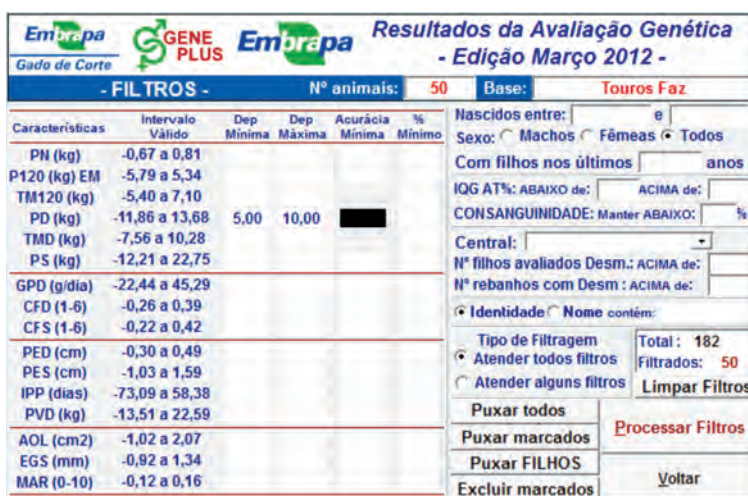 Embrapa
Gado de Corte
GENE
PLUS
Embrapa
Resultados da Avaliação Genética
- Edição Março 2012 -
- FILTROS - Nº animais: 50 Base: Touros Faz
Características Intervalo Válido Dep Mínima Dep Máxima Acurácia Mínima % Mínimo
PN (kg) -0,67 a 0,81
P120 (kg) EM -5,79 a 5,34
TM120 (kg) -5,40 a 7,10
PD (kg) -11,86 a 13,68 5,00 10,00
TMD (kg) -7,56 a 10,28
PS (kg) -12,21 a 22,75
GPD (g/dia) -22,44 a 45,29
CFD (1-6) -0,26 a 0,39
CFS (1-6) -0,22 a 0,42
PED (cm) -0,30 a 0,49
PES (cm) -1,03 a 1,59
IPP (dias) -73,09 a 58,38
PVD (kg) -13,51 a 22,59
AOL (cm2) -1,02 a 2,07
EGS (mm) -0,92 a 1,34
MAR (0-10) -0,12 a 0,16
Nascidos entre: e
Sexo: Machos Fêmeas Todos
Com filhos nos últimos anos
IQG AT%: ABAIXO de: ACIMA de:
CONSANGUINIDADE: Manter ABAIXO: %
Central:
Nº filhos avaliados Desm.: ACIMA de:
Nº rebanhos com Desm : ACIMA de:
Identidade Nome contém:
Tipo de Filtragem
Atender todos filtros
Atender alguns filtros
Total : 182
Filtrados: 50
Limpar Filtros
Puxar todos
Puxar marcados
Puxar FILHOS
Excluir marcados
Processar Filtros
Voltar